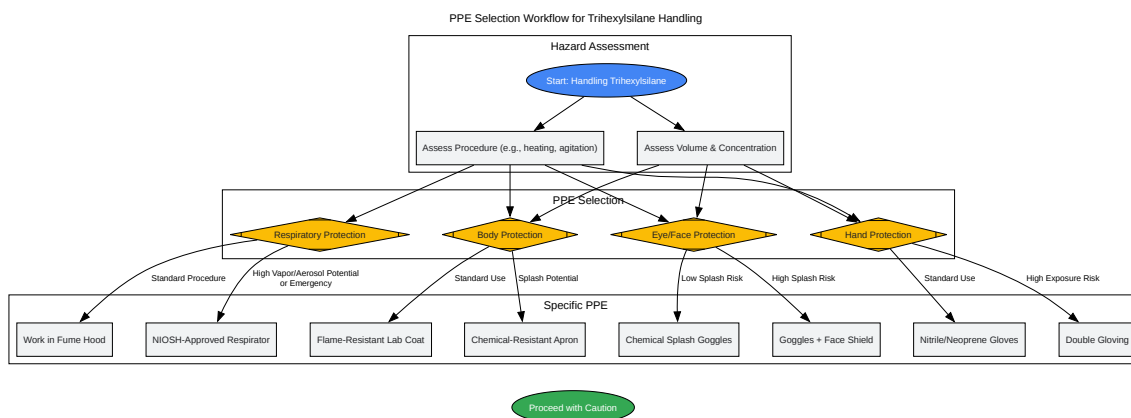 PPE Selection Workflow for Trihexylsilane Handling
Hazard Assessment
Start: Handling Trihexylsilane
Assess Procedure (e.g., heating, agitation)
Assess Volume & Concentration
PPE Selection
Respiratory Protection
Body Protection
Eye/Face Protection
Hand Protection
Standard Procedure
High Vapor/Aerosol Potential
or Emergency
Standard Use
Splash Potential
Low Splash Risk
High Splash Risk
Standard Use
High Exposure Risk
Specific PPE
Work in Fume Hood
NIOSH-Approved Respirator
Flame-Resistant Lab Coat
Chemical-Resistant Apron
Chemical Splash Goggles
Goggles + Face Shield
Nitrile/Neoprene Gloves
Double Gloving
Proceed with Caution